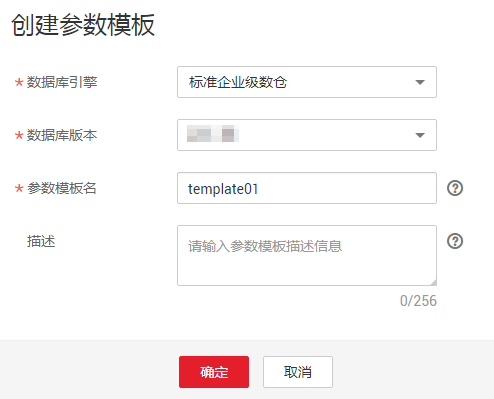 创建参数模板
* 数据库引擎 标准企业级数仓
* 数据库版本
* 参数模板名 template01 ?
描述 请输入参数模板描述信息 ?
0/256
确定 取消